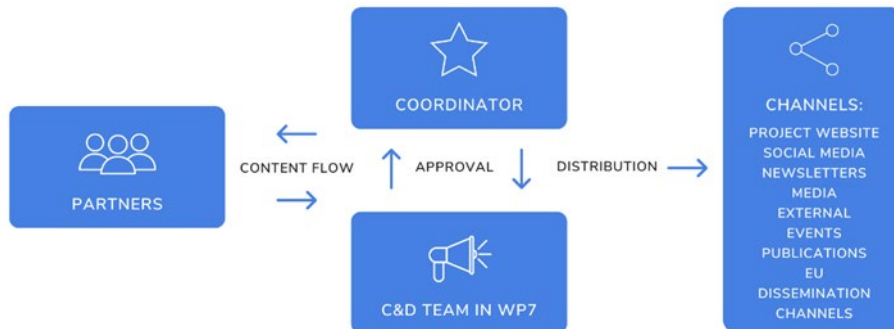 PARTNERS
CONTENT FLOW
COORDINATOR
APPROVAL
C&D TEAM IN WP7
DISTRIBUTION
CHANNELS:
PROJECT WEBSITE
SOCIAL MEDIA
NEWSLETTERS
MEDIA
EXTERNAL
EVENTS
PUBLICATIONS
EU
DISSEMINATION
CHANNELS